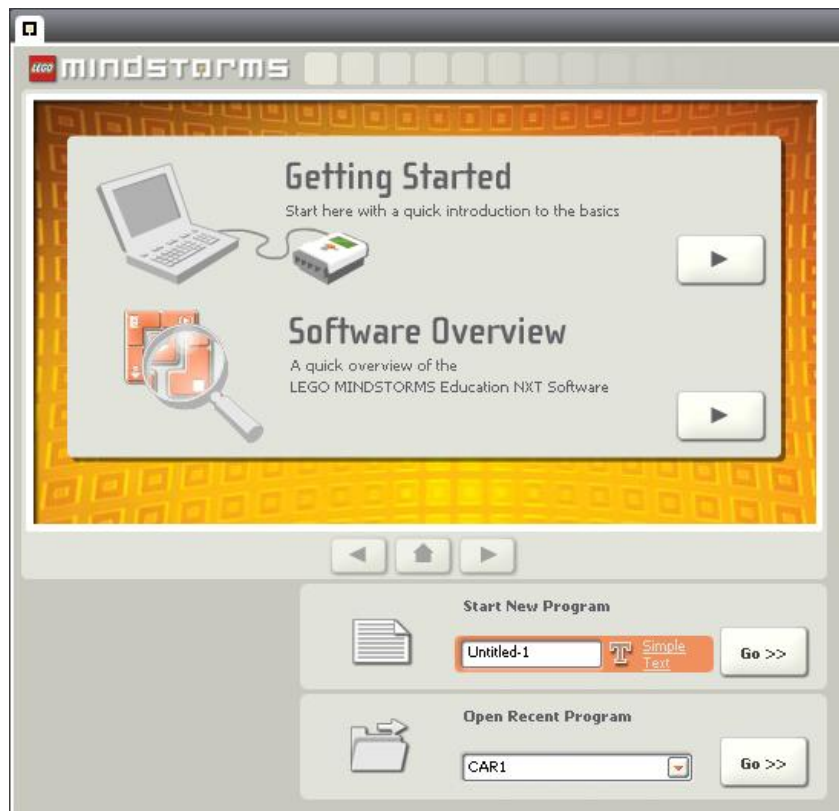 LEGO mindstorms
Getting Started
Start here with a quick introduction to the basics
Software Overview
A quick overview of the
LEGO MINDSTORMS Education NXT Software
Start New Program
Untitled-1
T
Simple
Text
Go >>
Open Recent Program
CAR1
Go >>